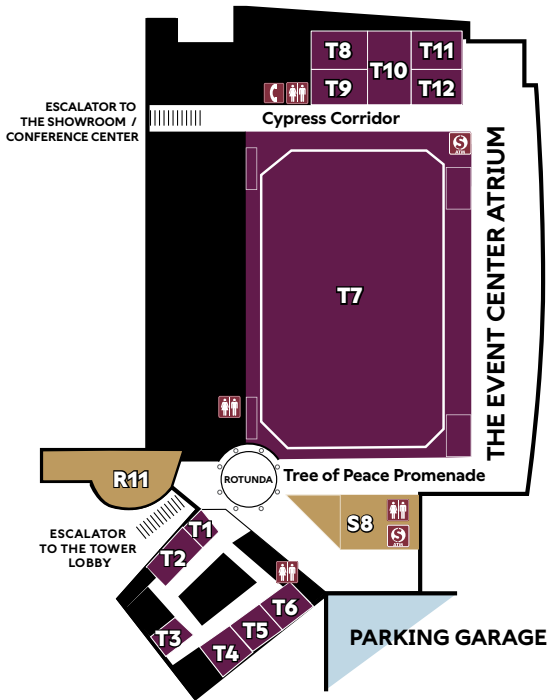 T8
T10
T11
T9
T12
ESCALATOR TO
THE SHOWROOM /
CONFERENCE CENTER
Cypress Corridor
S
ATM
THE EVENT CENTER ATRIUM
T7
R11
ROTUNDA
Tree of Peace Promenade
S8
S
ATM
ESCALATOR
TO THE TOWER
LOBBY
T1
T2
T3
T6
T5
T4
PARKING GARAGE